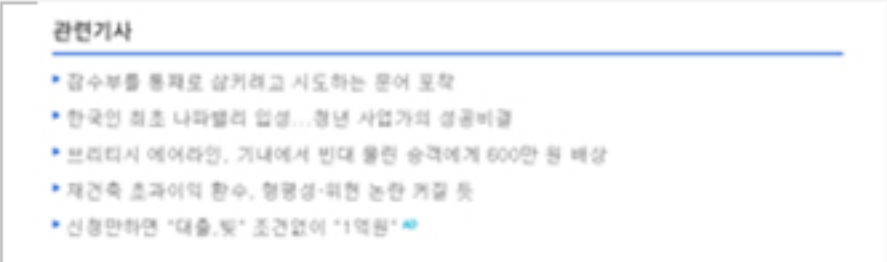 관련기사
잠수부를 통째로 삼키려고 시도하는 문어 포착
한국인 최초 나파밸리 입성...청년 사업가의 성공비결
브리티시 에어라인, 기내에서 빈대 물린 승객에게 600만 원 배상
재건축 초과이익 환수, 형평성·위헌 논란 커질 듯
신청만하면 "대출,빚" 조건없이 "1억원" AD